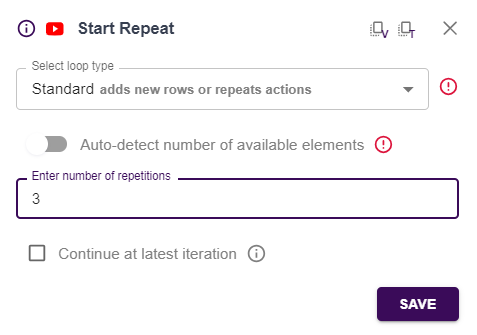 Start Repeat
V
T
Select loop type
Standard adds new rows or repeats actions
Auto-detect number of available elements
Enter number of repetitions
3
Continue at latest iteration
SAVE